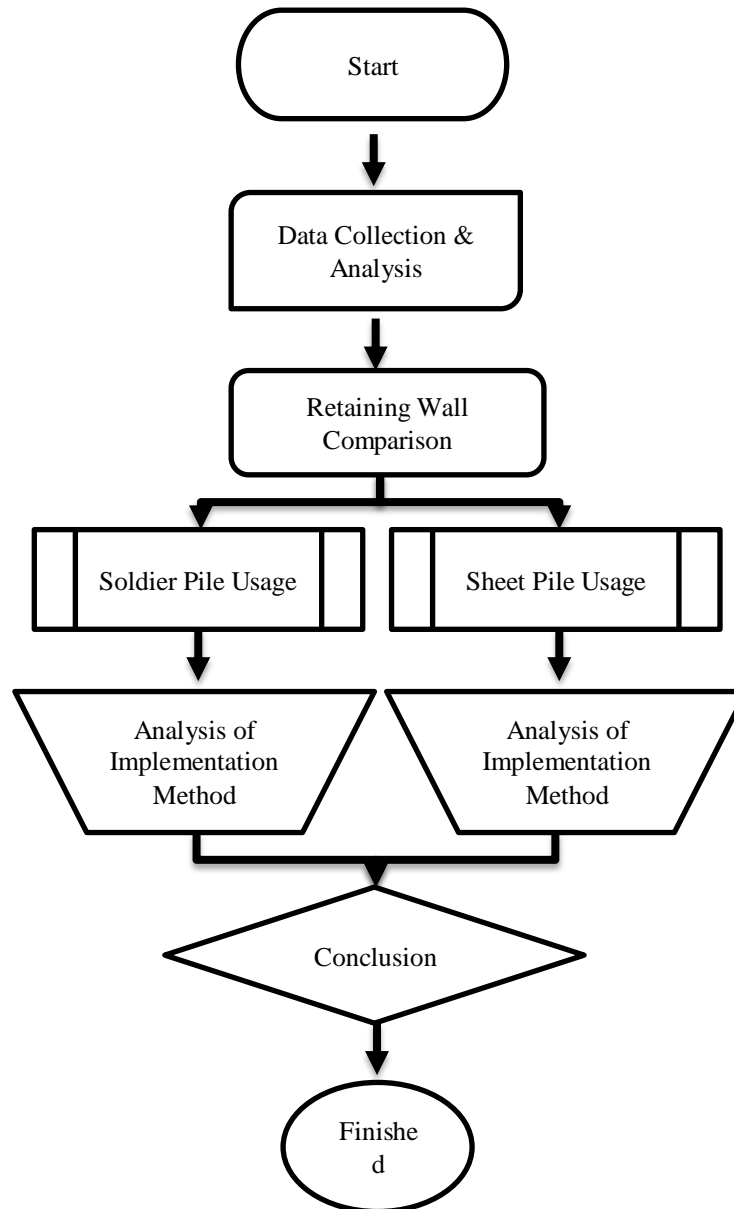 Start
Data Collection &
Analysis
Retaining Wall
Comparison
Soldier Pile Usage
Sheet Pile Usage
Analysis of
Implementation
Method
Analysis of
Implementation
Method
Conclusion
Finishe
d